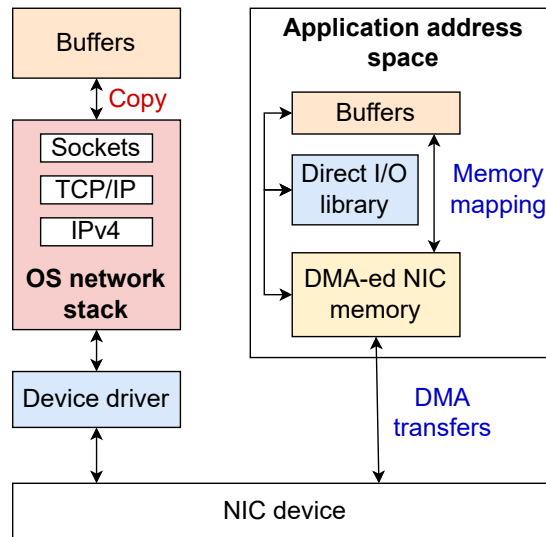 Buffers
Copy
Sockets
TCP/IP
IPv4
OS network
stack
Device driver
Application address
space
Buffers
Direct I/O
library
Memory
mapping
DMA-ed NIC
memory
DMA
transfers
NIC device